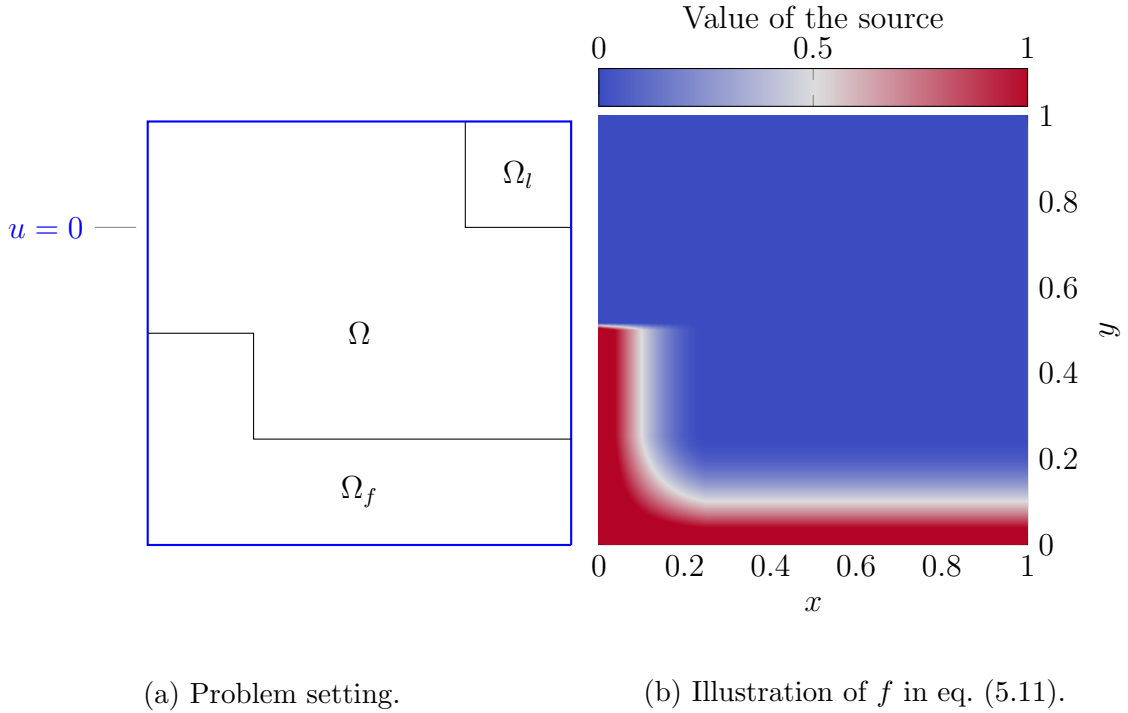 Value of the source
0 0.5 1
Ω_l
u = 0
Ω
Ω_f
1
0.8
0.6
y
0.4
0.2
0
0 0.2 0.4 0.6 0.8 1
x
(a) Problem setting.
(b) Illustration of f in eq. (5.11).